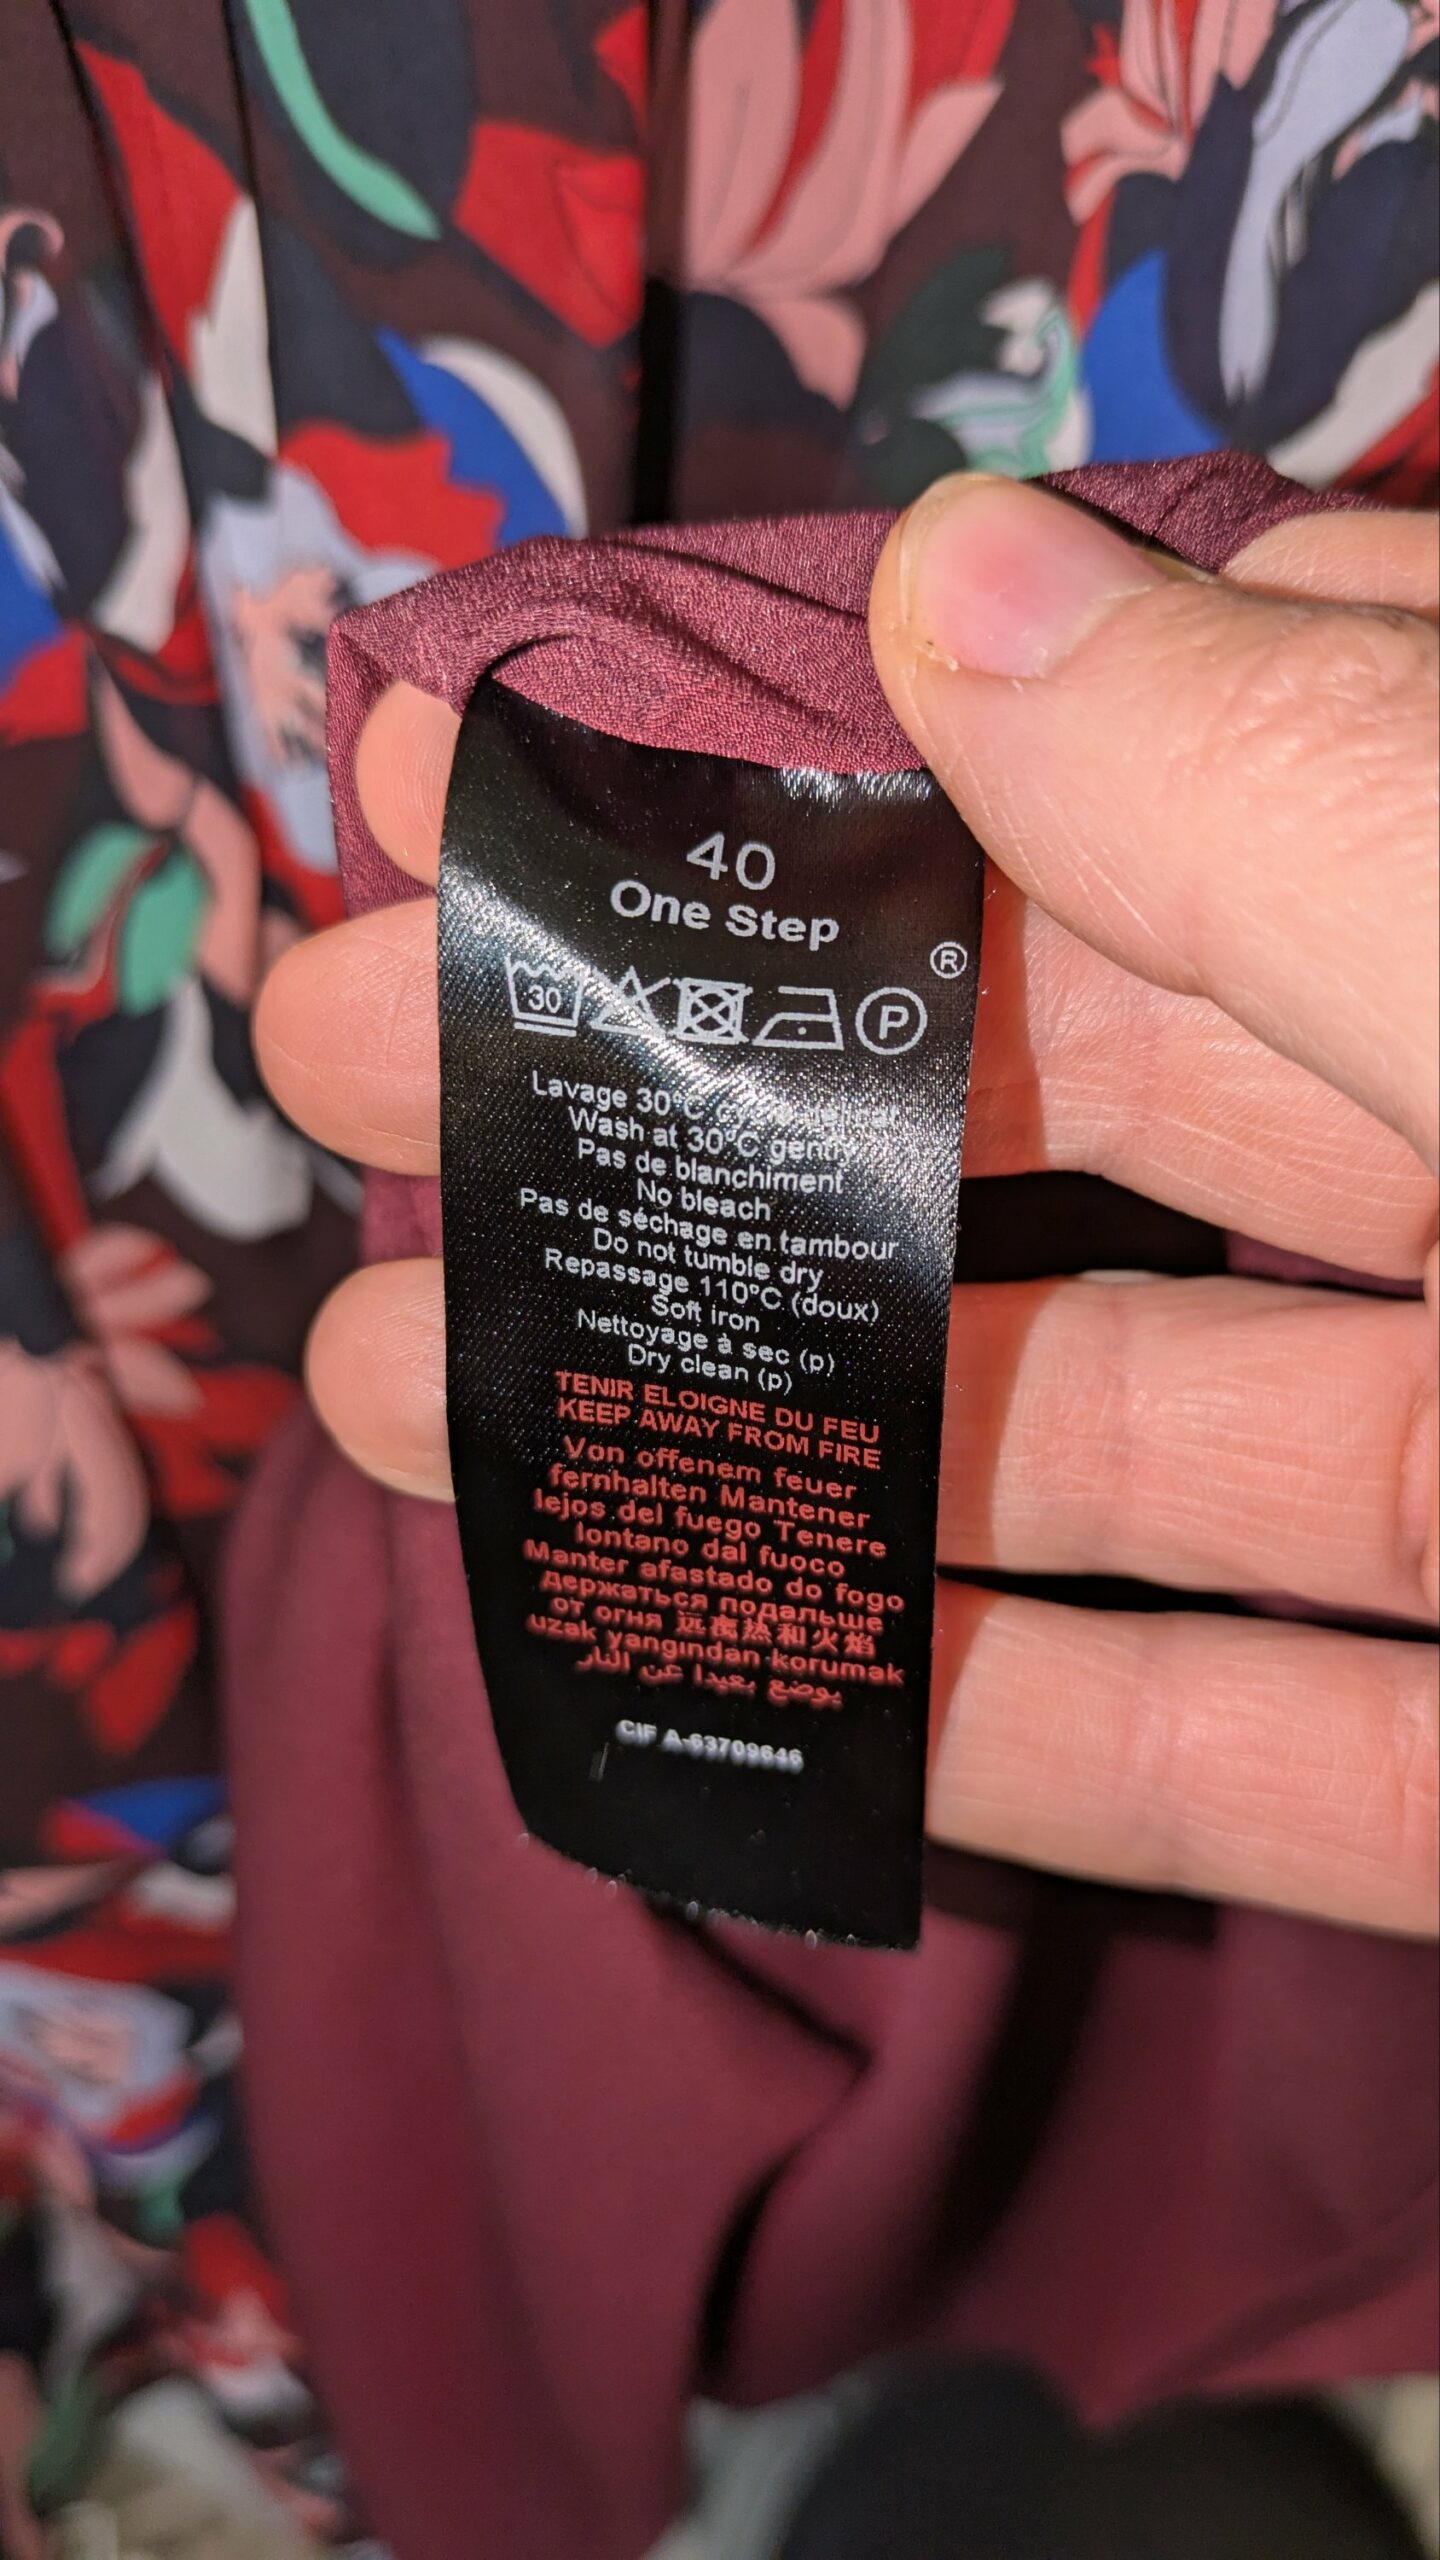 40
One Step
®
30
P
Lavage 30°C
Wash at 30°C gently
Pas de blanchiment
No bleach
Pas de séchage en tambour
Do not tumble dry
Repassage 110°C (doux)
Soft iron
Nettoyage à sec (p)
Dry clean (p)
TENIR ELOIGNE DU FEU
KEEP AWAY FROM FIRE
Von offenem feuer
fernhalten Mantener
lejos del fuego Tenere
lontano dal fuoco
Manter afastado do fogo
держаться подальше
от огня 远离热和火焰
uzak yangından korumak
يوضع بعيدا عن النار
CIF A-63709646